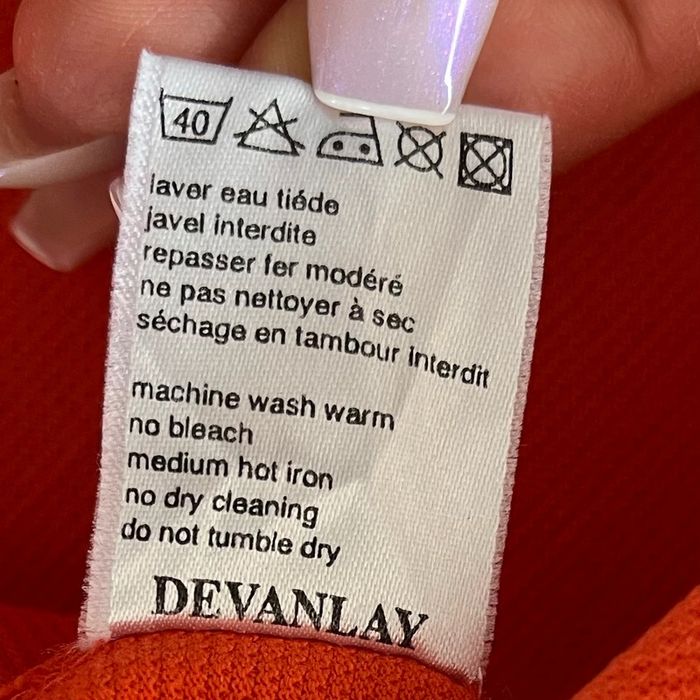 40
laver eau tiéde
javel interdite
repasser fer modéré
ne pas nettoyer à sec
séchage en tambour interdit
machine wash warm
no bleach
medium hot iron
no dry cleaning
do not tumble dry
DEVANLAY